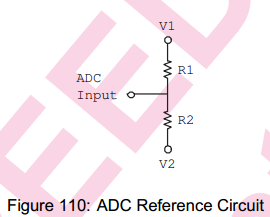 V1
R1
ADC
Input
R2
V2
Figure 110: ADC Reference Circuit